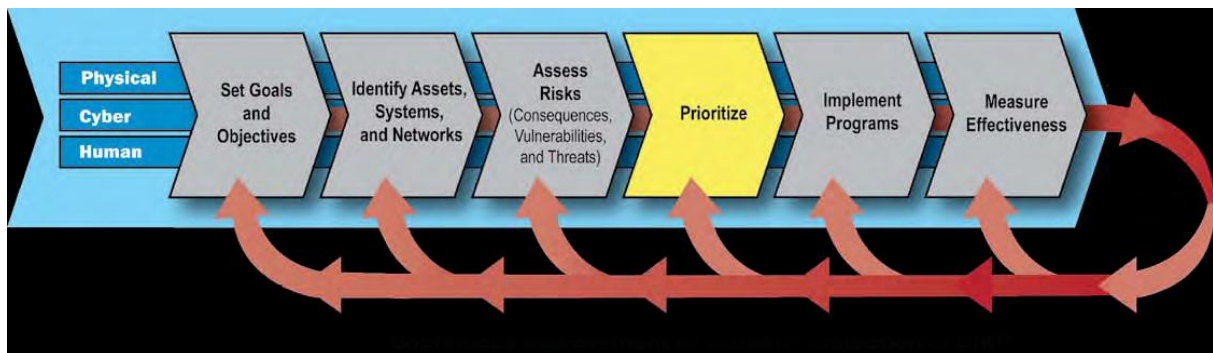 Physical
Cyber
Human
Set Goals
and
Objectives
Identify Assets,
Systems,
and Networks
Assess
Risks
(Consequences,
Vulnerabilities,
and Threats)
Prioritize
Implement
Programs
Measure
Effectiveness